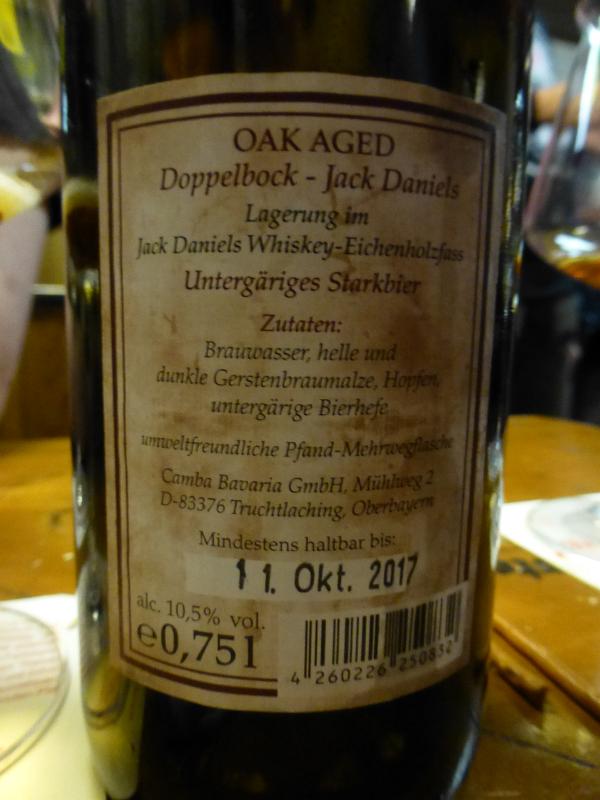 OAK AGED
Doppelbock - Jack Daniels
Lagerung im
Jack Daniels Whiskey-Eichenholzfass
Untergäriges Starkbier
Zutaten:
Brauwasser, helle und
dunkle Gerstenbraumalze, Hopfen,
untergärige Bierhefe
umweltfreundliche Pfand-Mehrwegflasche
Camba Bavaria GmbH, Mühlweg 2
D-83376 Truchtlaching, Oberbayern
Mindestens haltbar bis:
11. Okt. 2017
alc. 10,5% vol.
e0,75l
4 260226 250832